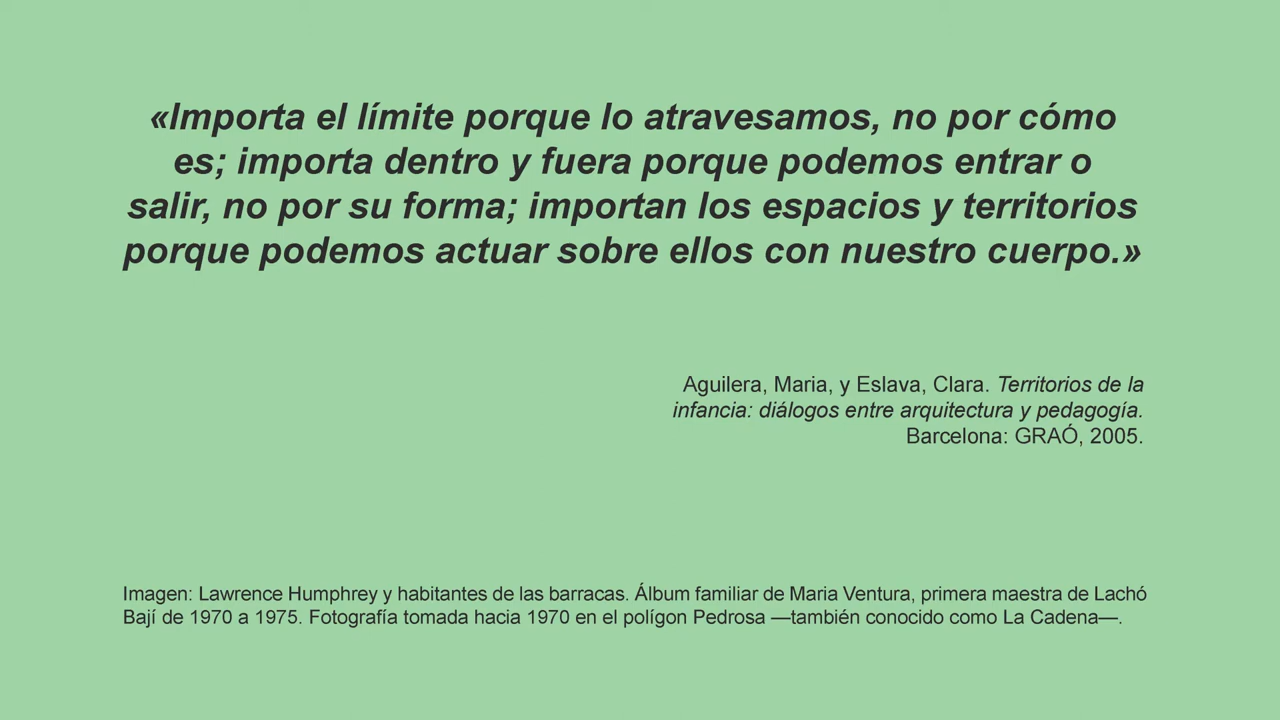 «Importa el límite porque lo atravesamos, no por cómo
es; importa dentro y fuera porque podemos entrar o
salir, no por su forma; importan los espacios y territorios
porque podemos actuar sobre ellos con nuestro cuerpo.»
Aguilera, Maria, y Eslava, Clara. Territorios de la
infancia: diálogos entre arquitectura y pedagogía.
Barcelona: GRAÓ, 2005.
Imagen: Lawrence Humphrey y habitantes de las barracas. Álbum familiar de Maria Ventura, primera maestra de Lachó
Bají de 1970 a 1975. Fotografía tomada hacia 1970 en el polígon Pedrosa —también conocido como La Cadena—.